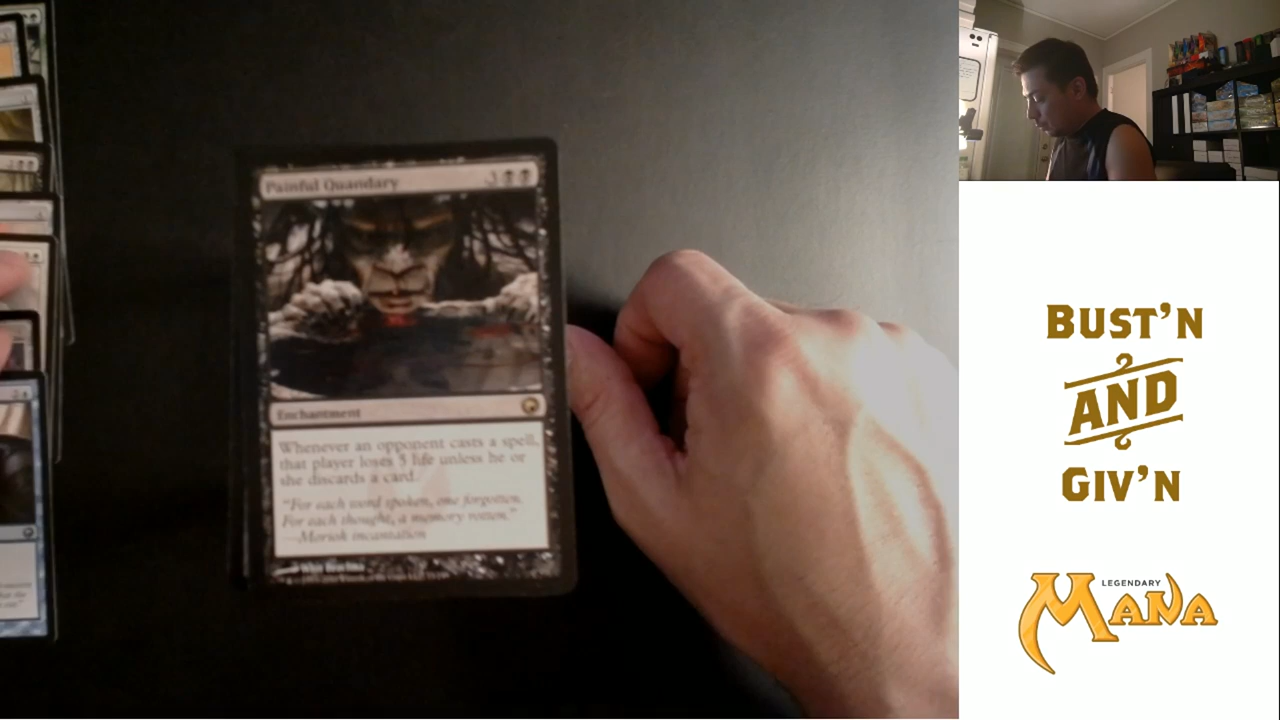 Painful Quandary
Enchantment
Whenever an opponent casts a spell,
that player loses 5 life unless he or
she discards a card.
"For each word spoken, one forgotten.
For each thought, a memory rotten."
—Moriok incantation
BUST'N
AND
GIV'N
LEGENDARY
MANA